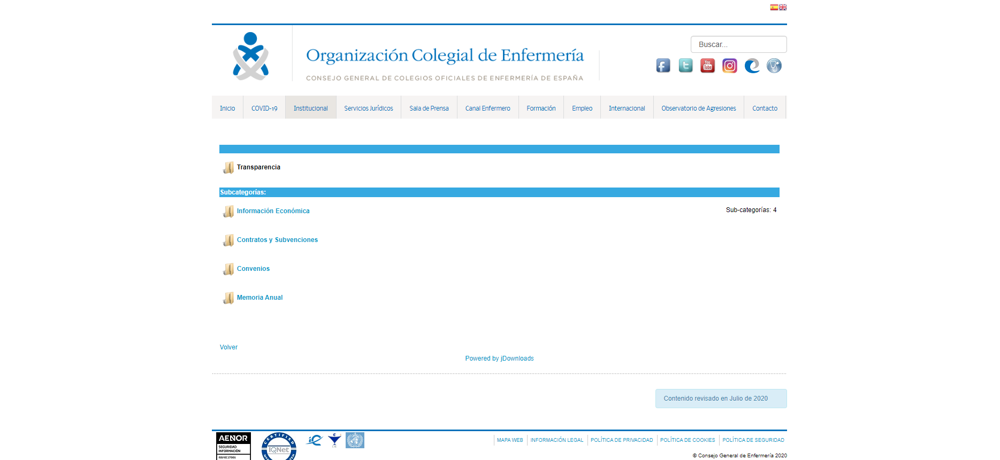 Buscar...
Organización Colegial de Enfermería
CONSEJO GENERAL DE COLEGIOS OFICIALES DE ENFERMERÍA DE ESPAÑA
You
Tube
Inicio COVID-19 Institucional Servicios Jurídicos Sala de Prensa Canal Enfermero Formación Empleo Internacional Observatorio de Agresiones Contacto
Transparencia
Subcategorías:
Información Económica Sub-categorías: 4
Contratos y Subvenciones
Convenios
Memoria Anual
Volver
Powered by jDownloads
Contenido revisado en Julio de 2020
AENOR
SEGURIDAD
INFORMACIÓN
ISO/IEC 27001
CERTIFIED
IQNet
MAPA WEB INFORMACIÓN LEGAL POLÍTICA DE PRIVACIDAD POLÍTICA DE COOKIES POLÍTICA DE SEGURIDAD
© Consejo General de Enfermería 2020